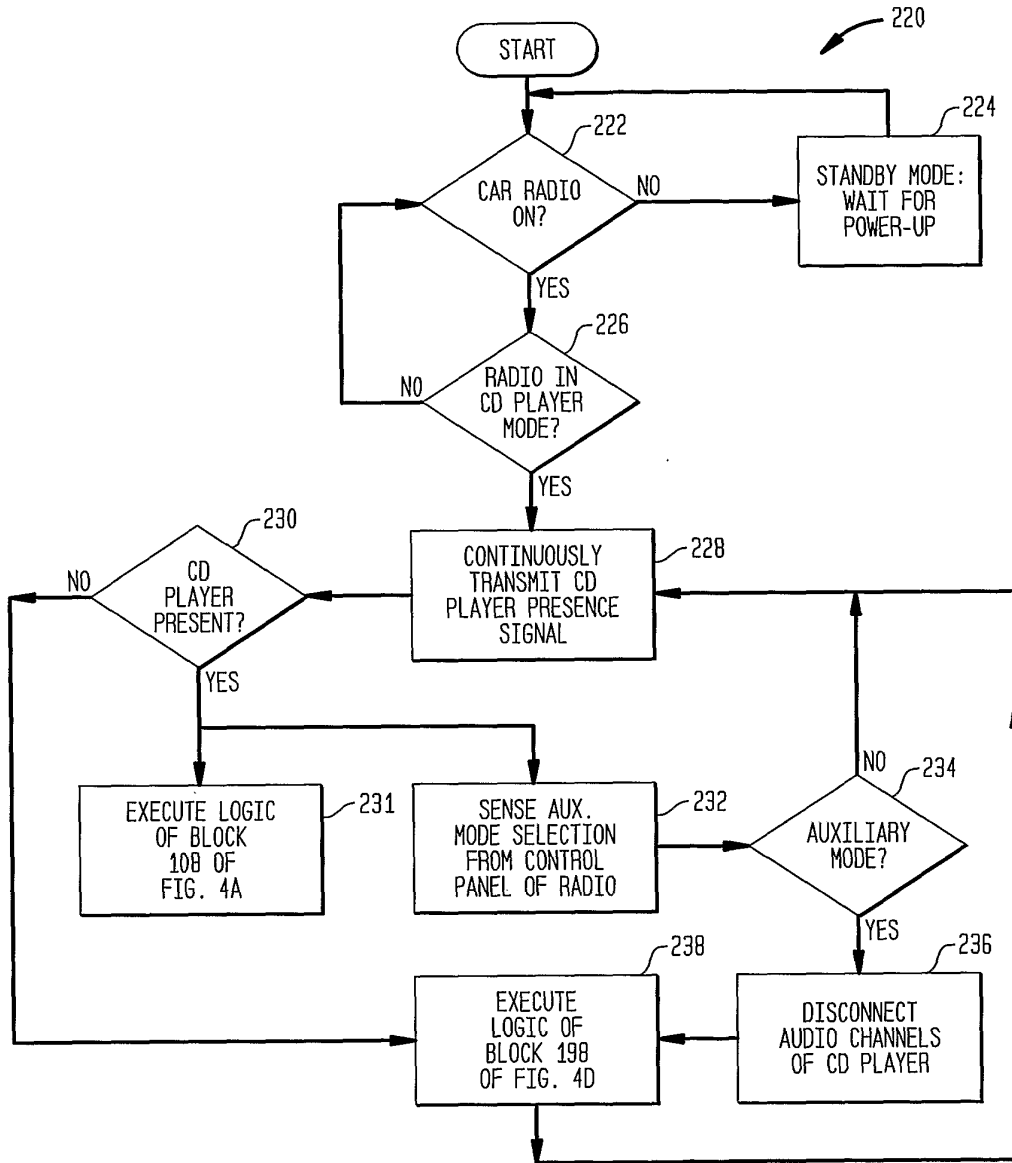 220
START
222
224
CAR RADIO
ON?
NO
STANDBY MODE:
WAIT FOR
POWER-UP
YES
226
NO
RADIO IN
CD PLAYER
MODE?
YES
230
228
NO
CD
PLAYER
PRESENT?
CONTINUOUSLY
TRANSMIT CD
PLAYER PRESENCE
SIGNAL
YES
231
EXECUTE LOGIC
OF BLOCK
108 OF
FIG. 4A
232
SENSE AUX.
MODE SELECTION
FROM CONTROL
PANEL OF RADIO
NO
234
AUXILIARY
MODE?
YES
238
236
EXECUTE
LOGIC OF
BLOCK 198
OF FIG. 4D
DISCONNECT
AUDIO CHANNELS
OF CD PLAYER